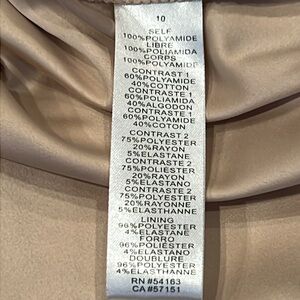 10
SELF
100%POLYAMIDE
LIBRE
100%POLIAMIDA
CORPS
100%POLYAMIDE
CONTRAST 1
60%POLYAMIDE
40%COTTON
CONTRASTE 1
60%POLIAMIDA
40%ALGODON
CONTRASTE 1
60%POLYAMIDE
40%COTON
CONTRAST 2
75%POLYESTER
20%RAYON
5%ELASTANE
CONTRASTE 2
75%POLIESTER
20%RAYON
5%ELASTANO
CONTRASTE 2
75%POLYESTER
20%RAYONNE
5%ELASTHANNE
LINING
96%POLYESTER
4%ELASTANE
FORRO
96%POLIESTER
4%ELASTANO
DOUBLURE
96%POLYESTER
4%ELASTHANNE
RN #54163
CA #57151